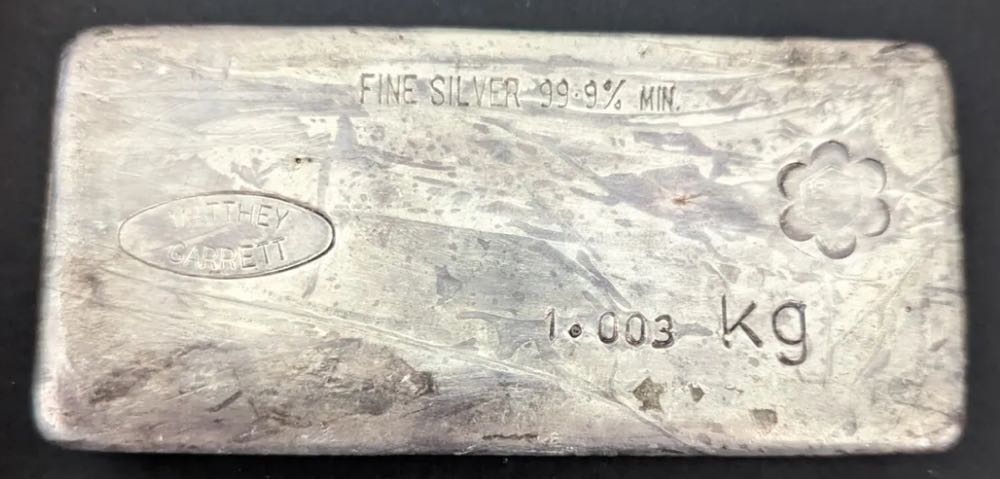 FINE SILVER 99.9% MIN.
MATTHEY
GARRETT
1.003 kg